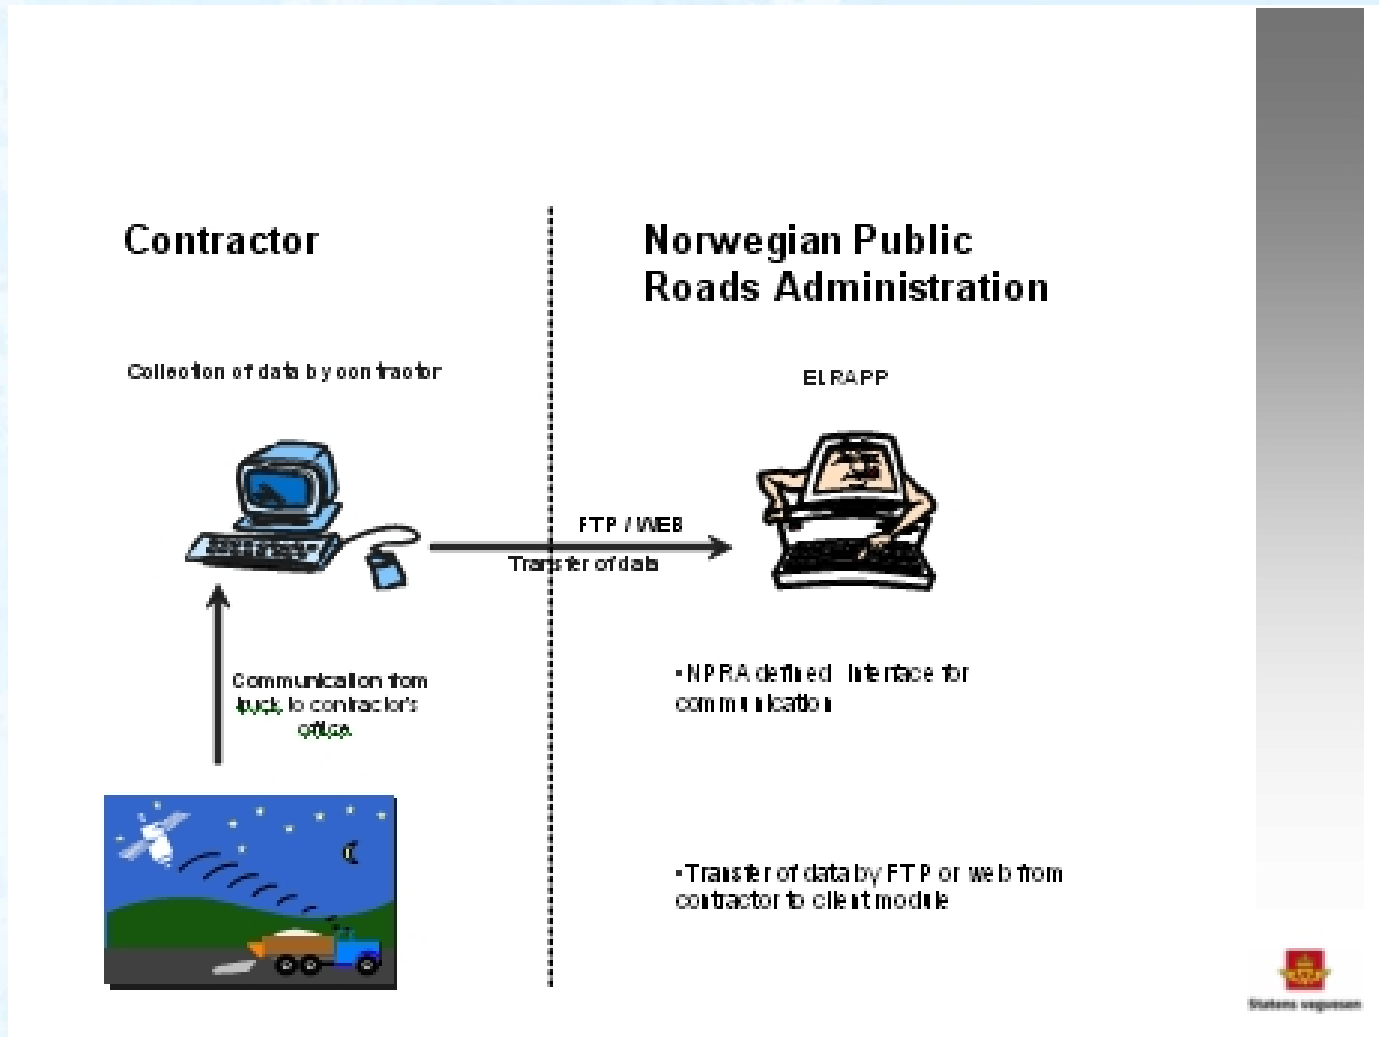 Contractor
Norwegian Public
Roads Administration
Collection of data by contractor
ELRAPP
FTP / WEB
Transfer of data
Communication from
truck to contractor's
office
•NPRA defined interface for
communication
•Transfer of data by FTP or web from
contractor to client module
Statens vegvesen